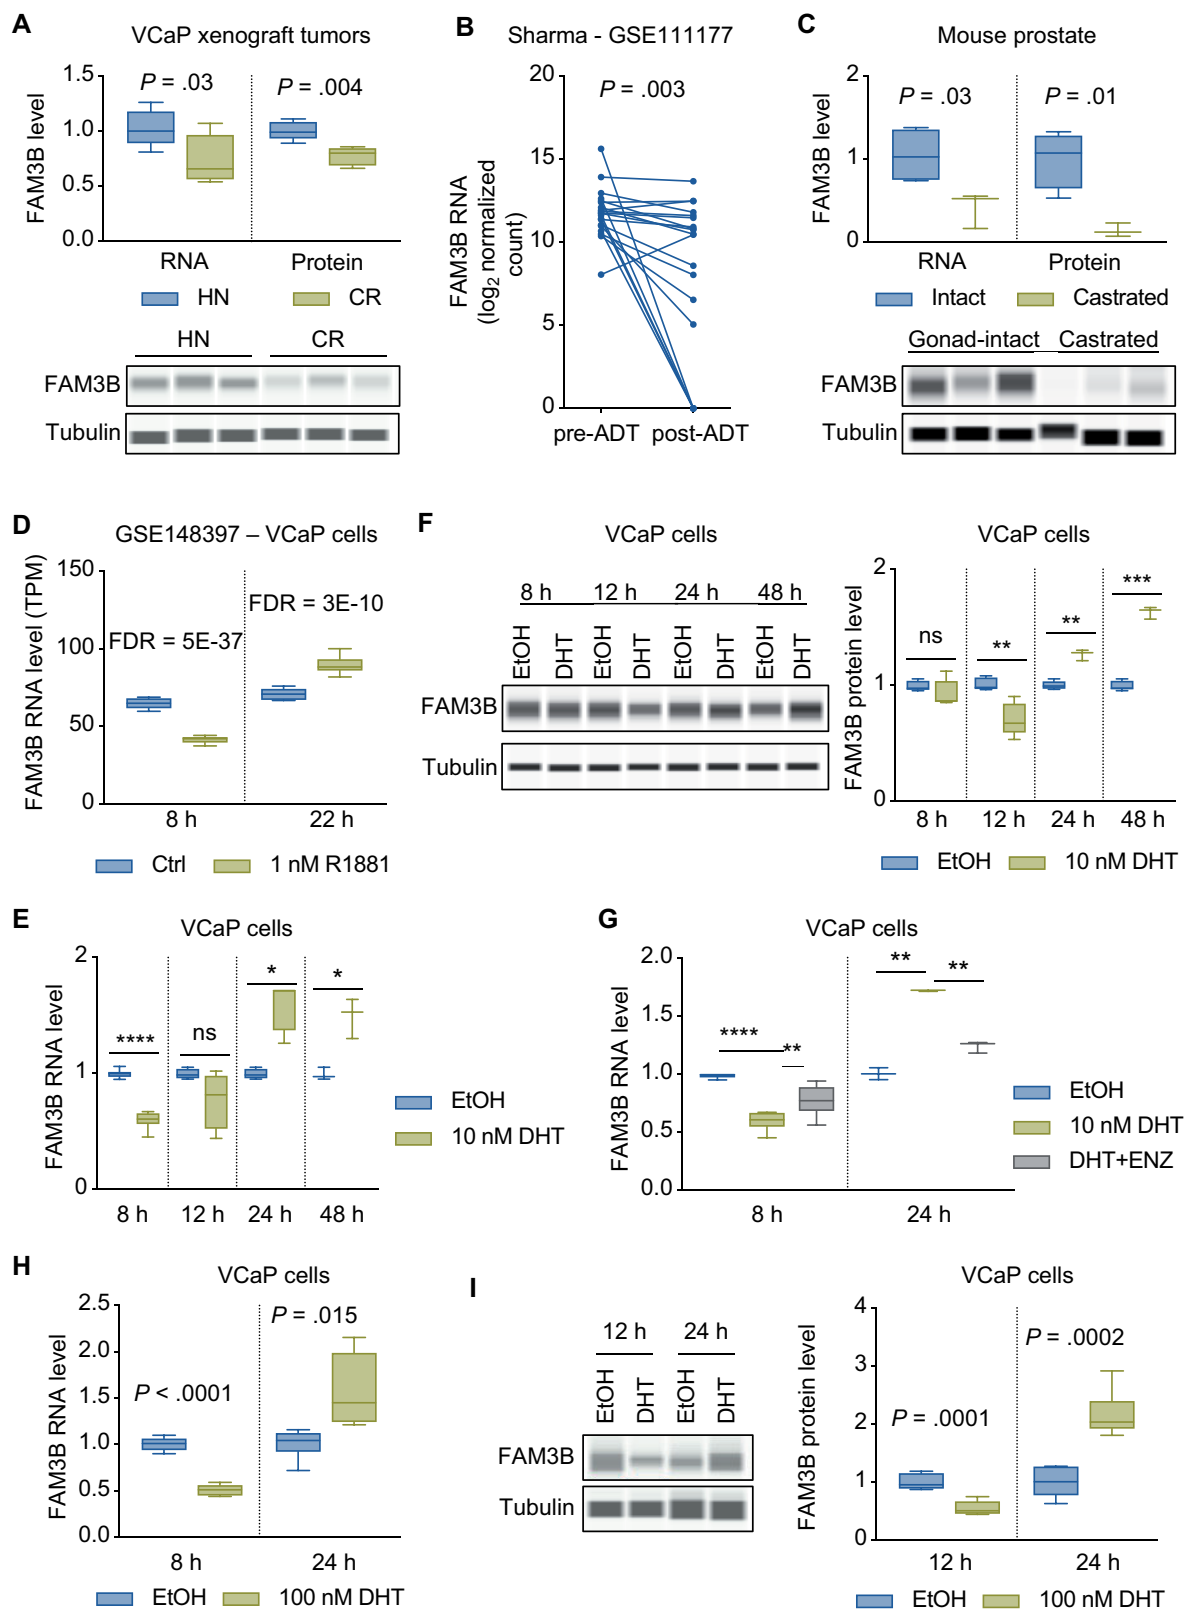 A
VCaP xenograft tumors
FAM3B level
1.5
1.0
0.5
0.0
P = .03
P = .004
RNA
Protein
HN
CR
HN
CR
FAM3B
Tubulin
B
Sharma - GSE111177
FAM3B RNA
(log2 normalized
count)
20
15
10
5
0
P = .003
pre-ADT
post-ADT
C
Mouse prostate
FAM3B level
2
1
0
P = .03
P = .01
RNA
Protein
Intact
Castrated
Gonad-intact
Castrated
FAM3B
Tubulin
D
GSE148397 – VCaP cells
FAM3B RNA level (TPM)
150
100
50
0
FDR = 5E-37
FDR = 3E-10
8 h
22 h
Ctrl
1 nM R1881
F
VCaP cells
8 h
12 h
24 h
48 h
EtOH
DHT
EtOH
DHT
EtOH
DHT
EtOH
DHT
FAM3B
Tubulin
VCaP cells
FAM3B protein level
2
1
0
ns
**
**
***
8 h
12 h
24 h
48 h
EtOH
10 nM DHT
E
VCaP cells
FAM3B RNA level
2
1
0
****
ns
*
*
8 h
12 h
24 h
48 h
EtOH
10 nM DHT
G
VCaP cells
FAM3B RNA level
2.0
1.5
1.0
0.5
0.0
****
**
**
**
8 h
24 h
EtOH
10 nM DHT
DHT+ENZ
H
VCaP cells
FAM3B RNA level
2.5
2.0
1.5
1.0
0.5
0.0
P < .0001
P = .015
8 h
24 h
EtOH
100 nM DHT
I
12 h
24 h
EtOH
DHT
EtOH
DHT
FAM3B
Tubulin
VCaP cells
FAM3B protein level
4
3
2
1
0
P = .0001
P = .0002
12 h
24 h
EtOH
100 nM DHT